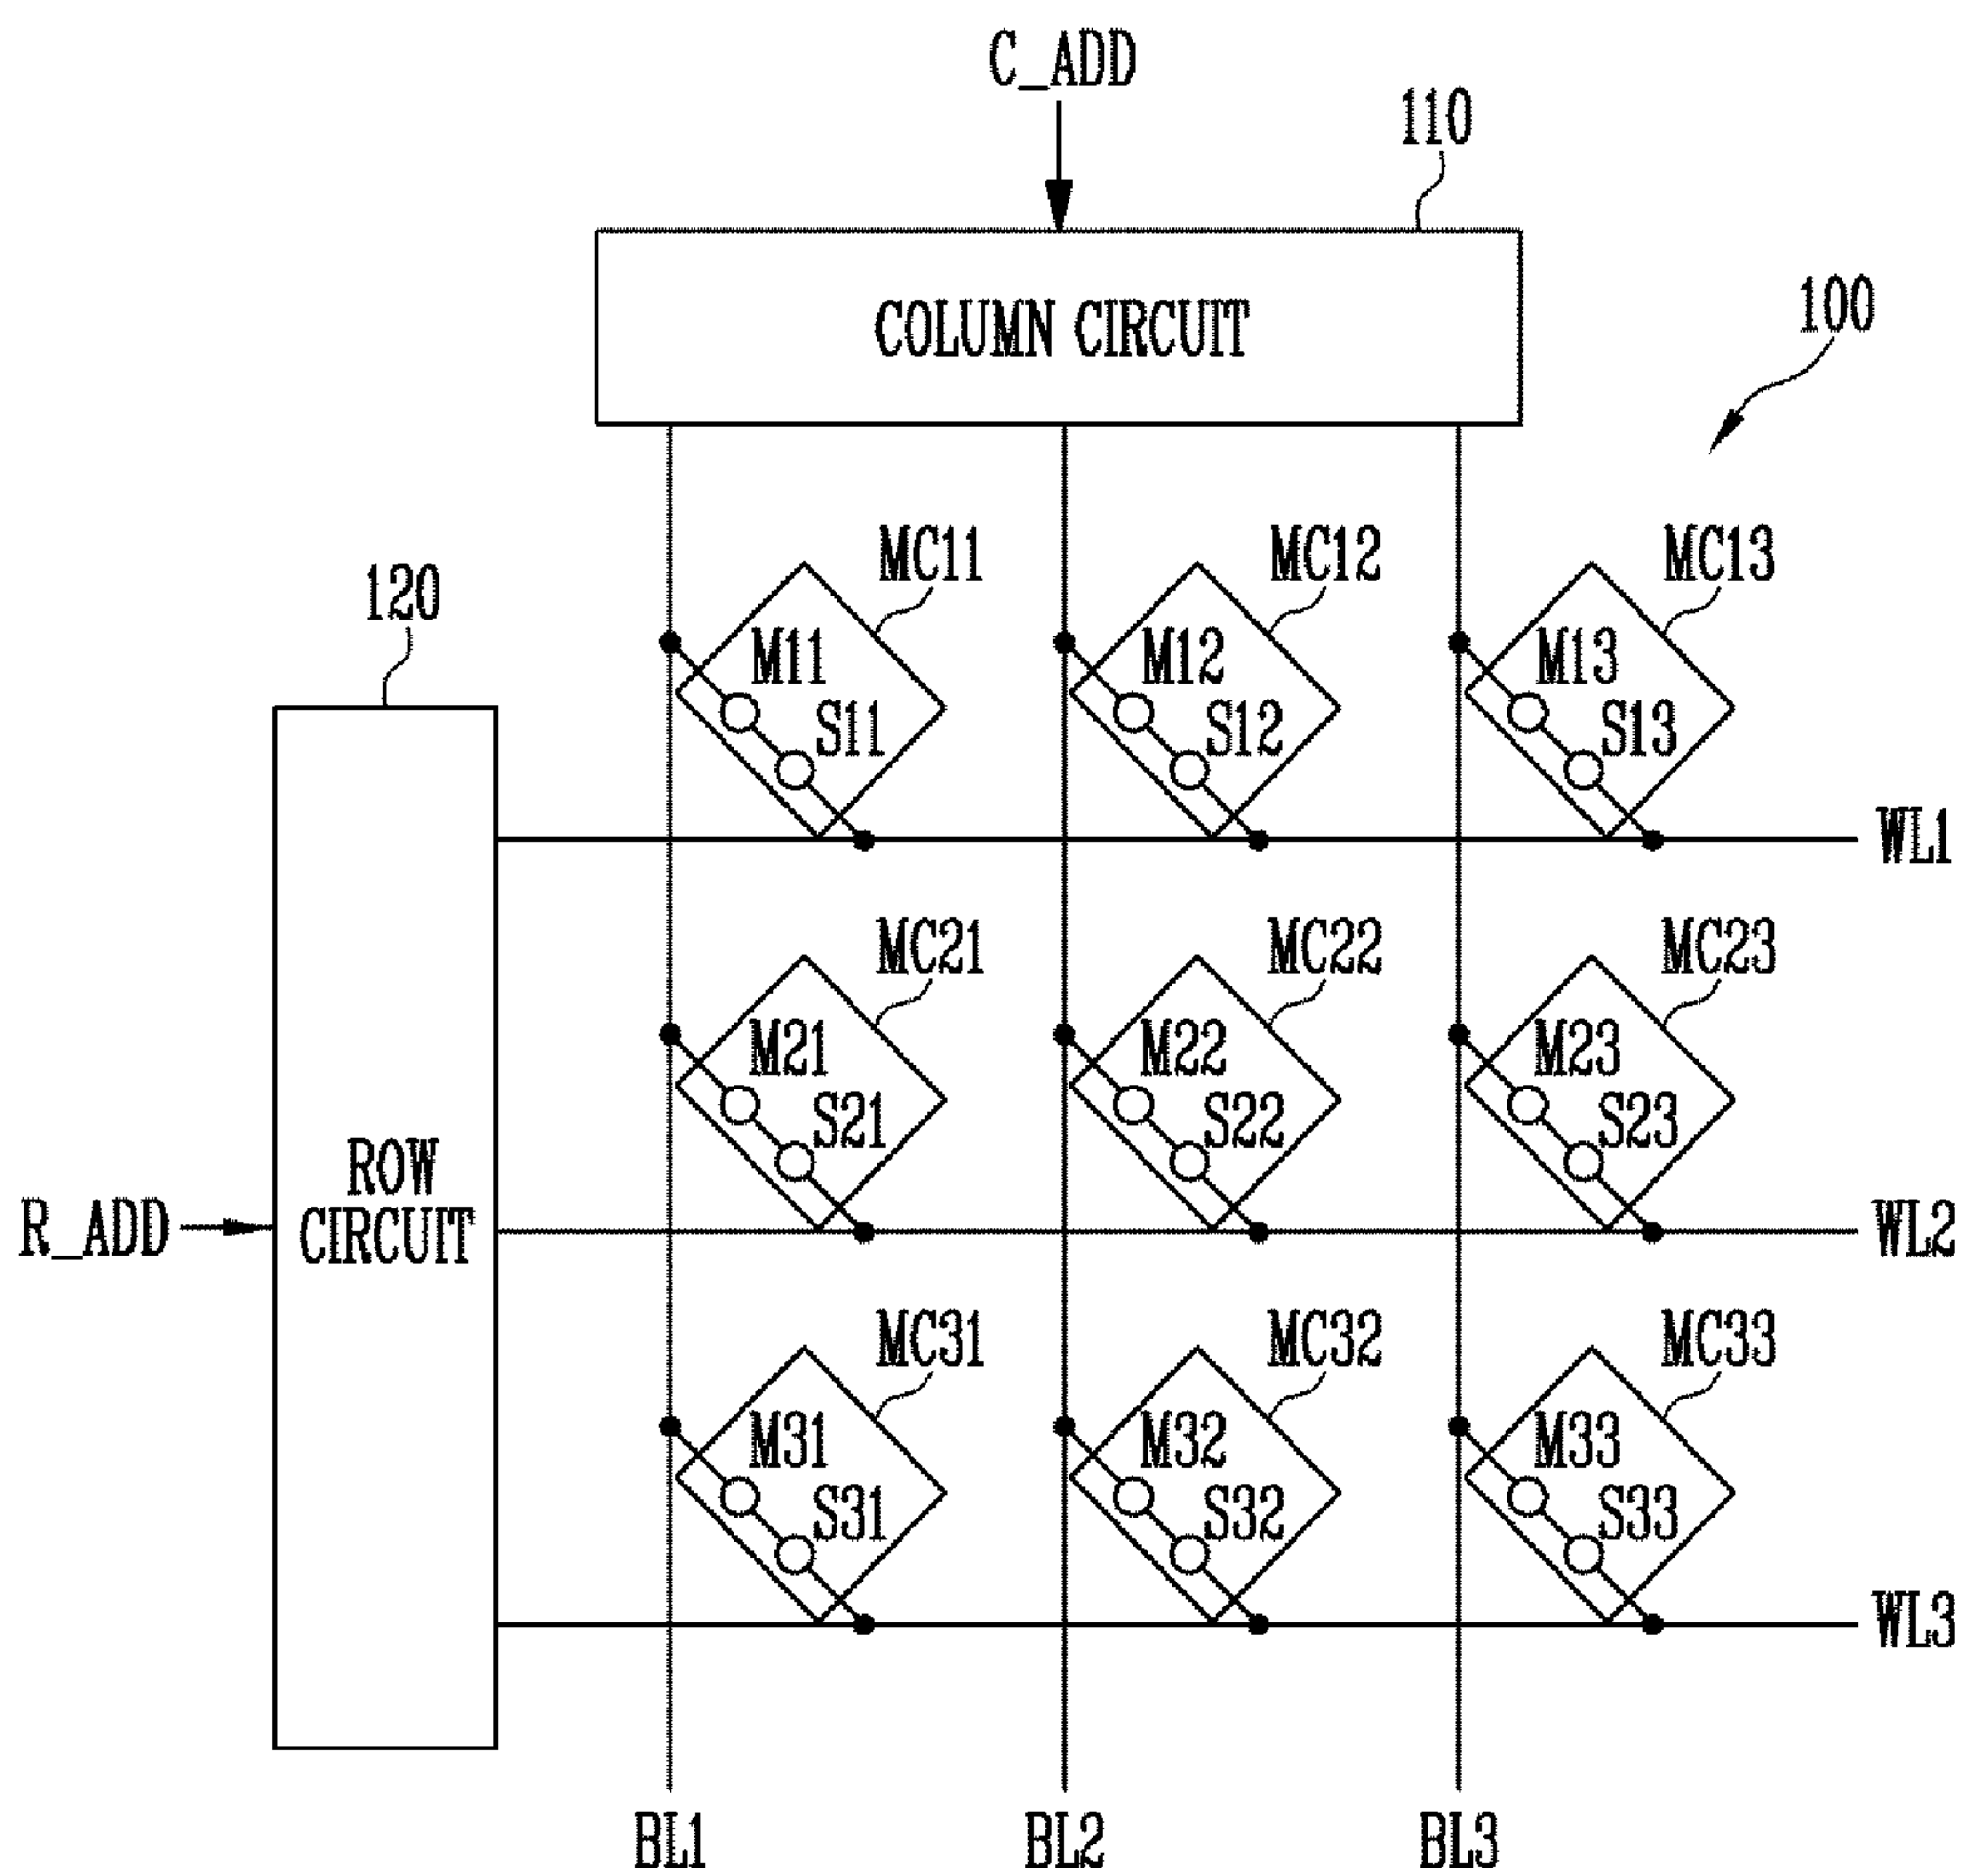 C_ADD
110
COLUMN CIRCUIT
100
120
MC11
MC12
MC13
M11
M12
M13
S11
S12
S13
WL1
MC21
MC22
MC23
M21
M22
M23
S21
S22
S23
ROW
CIRCUIT
R_ADD
WL2
MC31
MC32
MC33
M31
M32
M33
S31
S32
S33
WL3
BL1
BL2
BL3